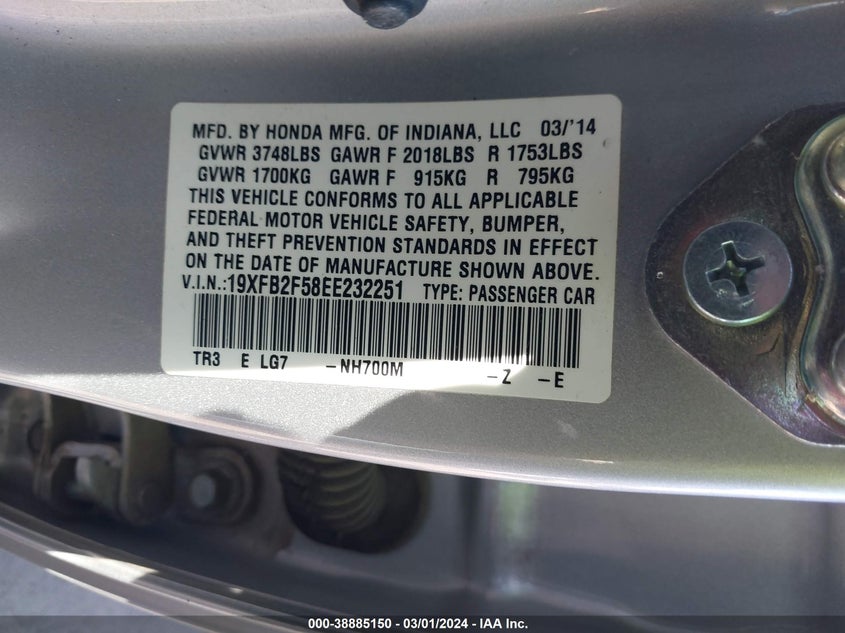 MFD. BY HONDA MFG. OF INDIANA, LLC 03/'14
GVWR 3748LBS GAWR F 2018LBS R 1753LBS
GVWR 1700KG GAWR F 915KG R 795KG
THIS VEHICLE CONFORMS TO ALL APPLICABLE
FEDERAL MOTOR VEHICLE SAFETY, BUMPER,
AND THEFT PREVENTION STANDARDS IN EFFECT
ON THE DATE OF MANUFACTURE SHOWN ABOVE.
V.I.N.:19XFB2F58EE232251 TYPE: PASSENGER CAR
TR3 E LG7 -NH700M -Z -E
000-38885150 - 03/01/2024 - IAA Inc.